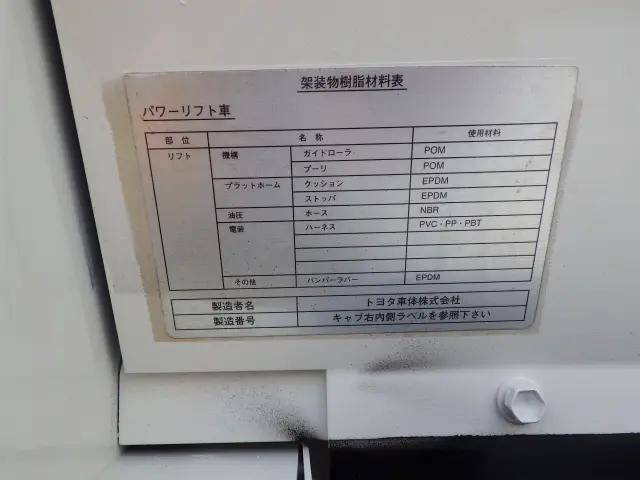 架装物樹脂材料表
パワーリフト車
部位 名称 使用材料
リフト 機構 ガイドローラ POM
プーリ POM
プラットホーム クッション EPDM
ストッパ EPDM
油圧 ホース NBR
電装 ハーネス PVC・PP・PBT
その他 バンパーラバー EPDM
製造者名 トヨタ車体株式会社
製造番号 キャブ右内側ラベルを参照下さい